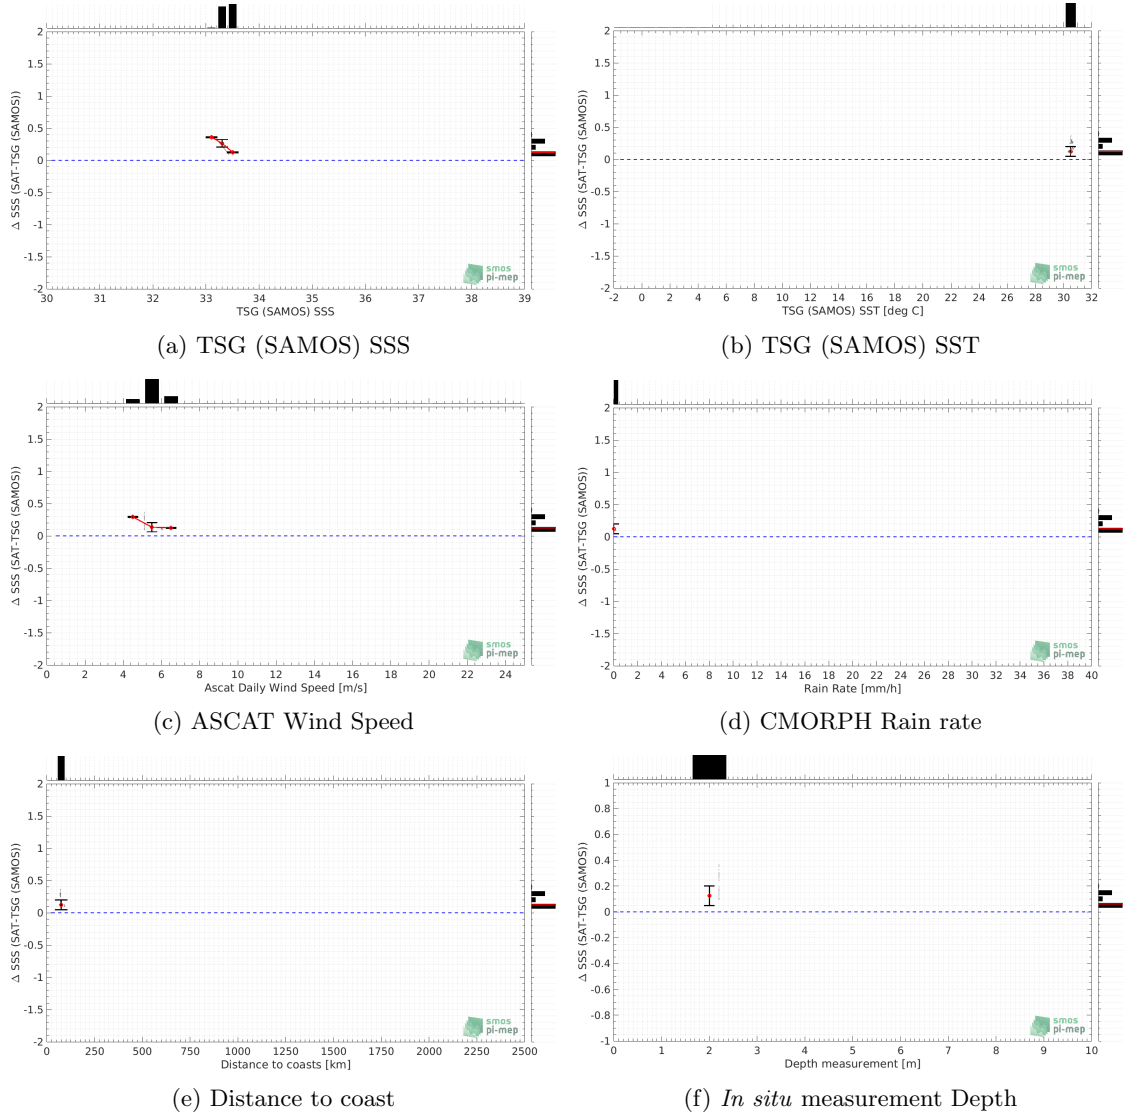 2
1.5
1
0.5
0
-0.5
-1
-1.5
-2
Δ SSS (SAT-TSG (SAMOS))
30 31 32 33 34 35 36 37 38 39
TSG (SAMOS) SSS
smos
pi-mep
(a) TSG (SAMOS) SSS
2
1.5
1
0.5
0
-0.5
-1
-1.5
-2
Δ SSS (SAT-TSG (SAMOS))
-2 0 2 4 6 8 10 12 14 16 18 20 22 24 26 28 30 32
TSG (SAMOS) SST [deg C]
smos
pi-mep
(b) TSG (SAMOS) SST
2
1.5
1
0.5
0
-0.5
-1
-1.5
-2
Δ SSS (SAT-TSG (SAMOS))
0 2 4 6 8 10 12 14 16 18 20 22 24
Ascat Daily Wind Speed [m/s]
smos
pi-mep
(c) ASCAT Wind Speed
2
1.5
1
0.5
0
-0.5
-1
-1.5
-2
Δ SSS (SAT-TSG (SAMOS))
0 2 4 6 8 10 12 14 16 18 20 22 24 26 28 30 32 34 36 38 40
Rain Rate [mm/h]
smos
pi-mep
(d) CMORPH Rain rate
2
1.5
1
0.5
0
-0.5
-1
-1.5
-2
Δ SSS (SAT-TSG (SAMOS))
0 250 500 750 1000 1250 1500 1750 2000 2250 2500
Distance to coasts [km]
smos
pi-mep
(e) Distance to coast
1
0.8
0.6
0.4
0.2
0
-0.2
-0.4
-0.6
-0.8
-1
Δ SSS (SAT-TSG (SAMOS))
0 1 2 3 4 5 6 7 8 9 10
Depth measurement [m]
smos
pi-mep
(f) In situ measurement Depth